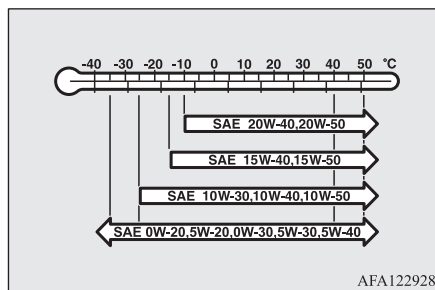 -40 -30 -20 -10 0 10 20 30 40 50 °C
SAE 20W-40,20W-50
SAE 15W-40,15W-50
SAE 10W-30,10W-40,10W-50
SAE 0W-20,5W-20,0W-30,5W-30,5W-40
AFA122928